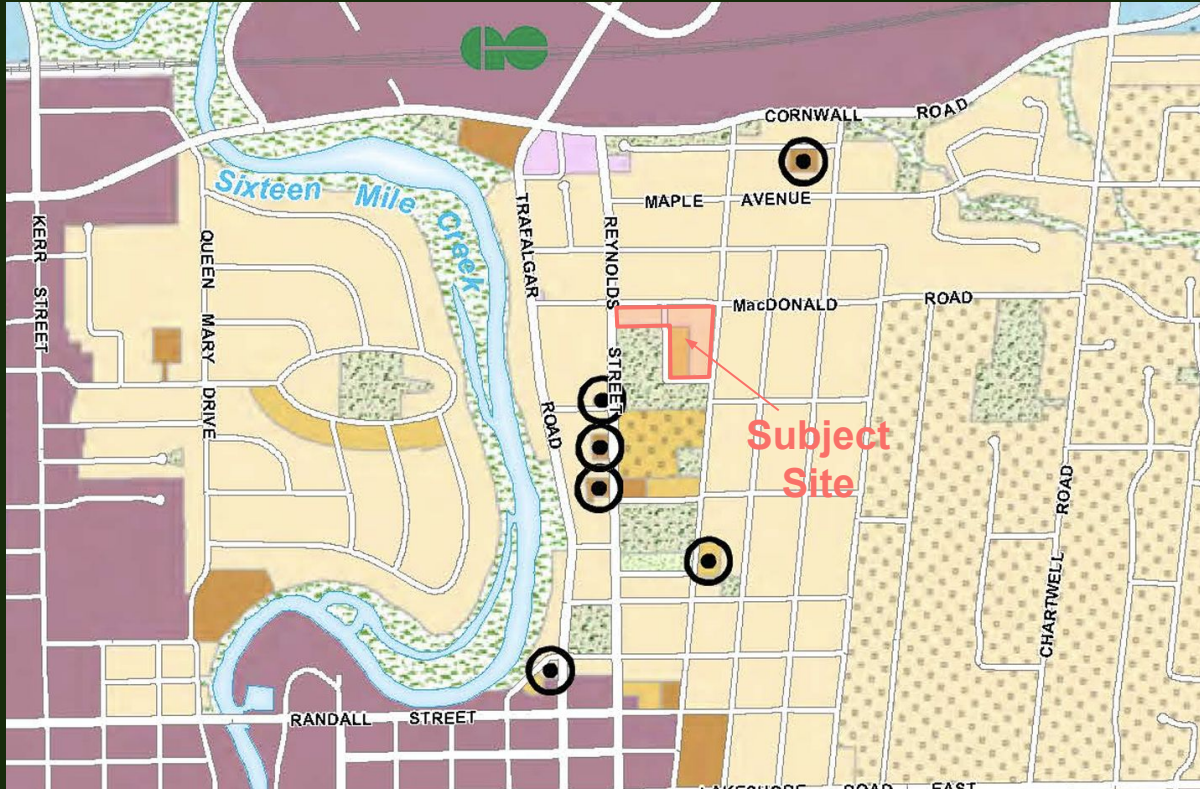 GO
CORNWALL ROAD
Sixteen Mile Creek
MAPLE AVENUE
KERR STREET
QUEEN MARY DRIVE
TRAFALGAR ROAD
REYNOLDS STREET
MacDONALD ROAD
Subject
Site
CHARTWELL ROAD
RANDALL STREET
LAKESHORE ROAD EAST